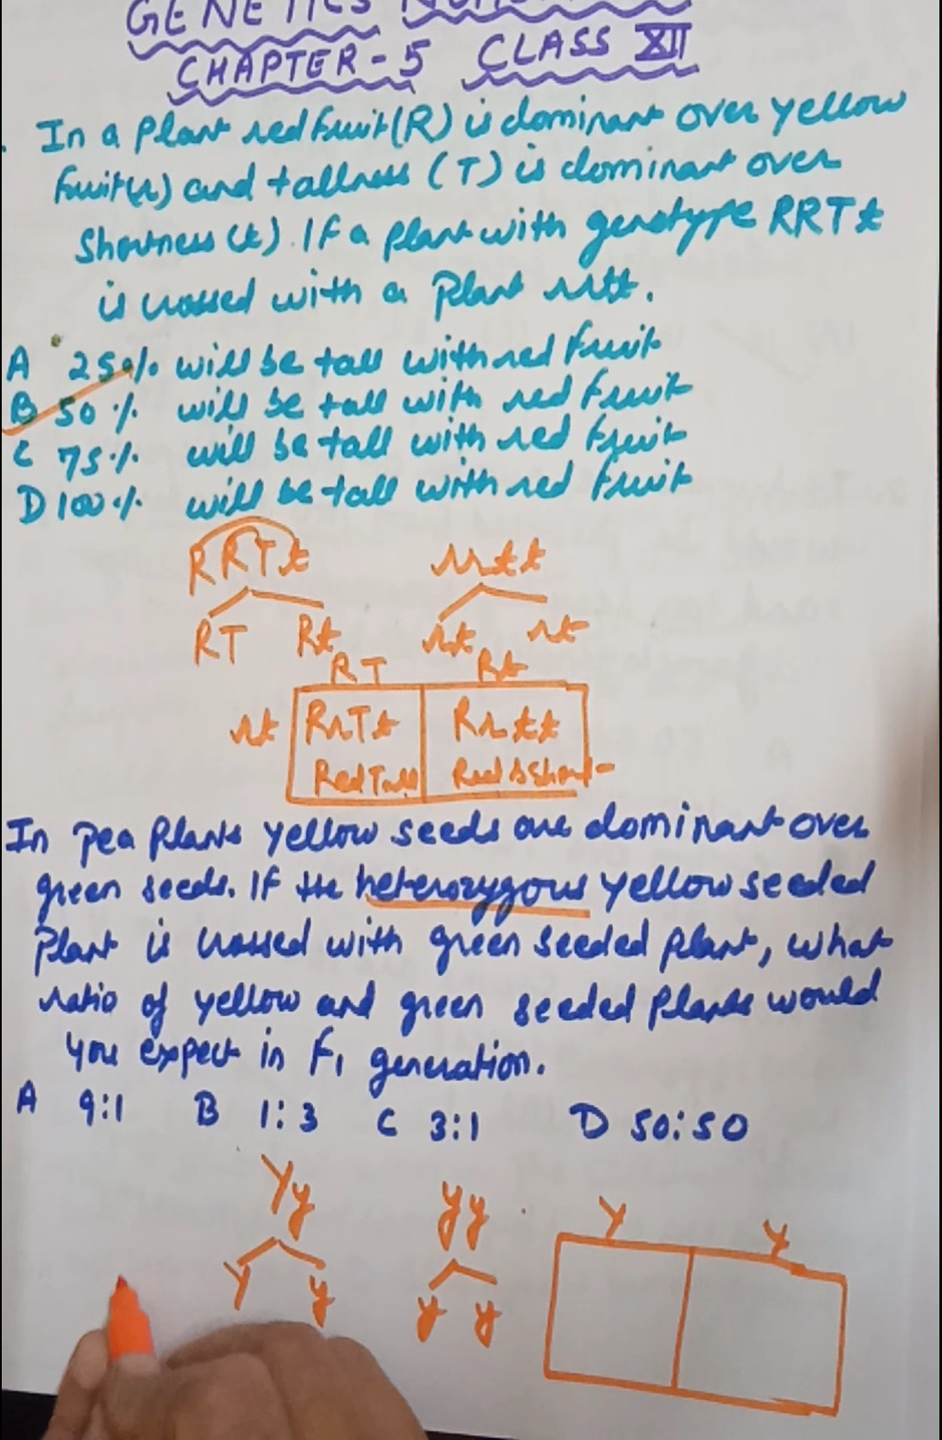 GENETICS
CHAPTER-5 CLASS XII
In a Plant red fruit(R) is dominant over yellow
fruit(r) and tallness (T) is dominant over
Shortness (t). If a plant with genotype RRTt
is crossed with a Plant rrtt.
A 25% will be tall with red fruit
B 50% will be tall with red fruit
C 75% will be tall with red fruit
D 100% will be tall with red fruit
RRTt rrtt
RT Rt rt rt
RT Rt
rt RrTt Rrtt
Red Tall Red & Short
In pea Plants yellow seeds are dominant over
green seeds. If the heterozygous yellow seeded
Plant is crossed with green seeded plant, what
ratio of yellow and green seeded Plants would
you expect in F1 generation.
A 9:1 B 1:3 C 3:1 D 50:50
Yy yy Y y
Y y y y